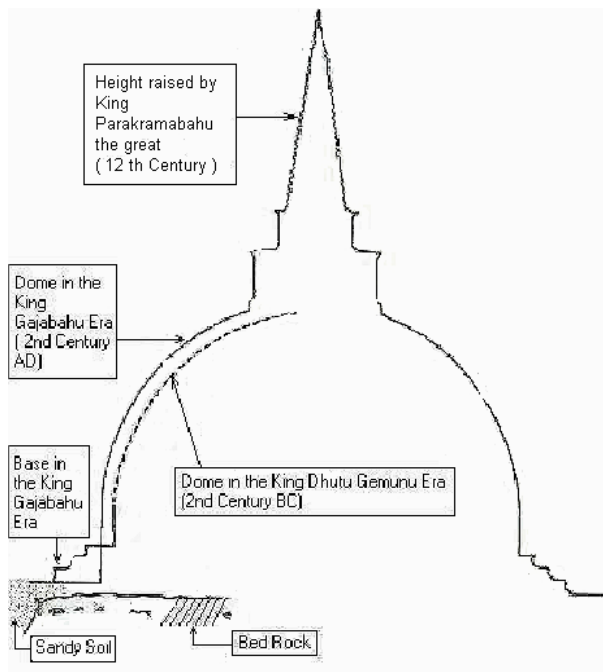 Height raised by
King
Parakramabahu
the great
( 12 th Century )
Dome in the
King
Gajabahu Era
( 2nd Century
AD)
Base in
the King
Gajabahu
Era
Dome in the King Dhutu Gemunu Era
(2nd Century BC)
Sandy Soil
Bed Rock